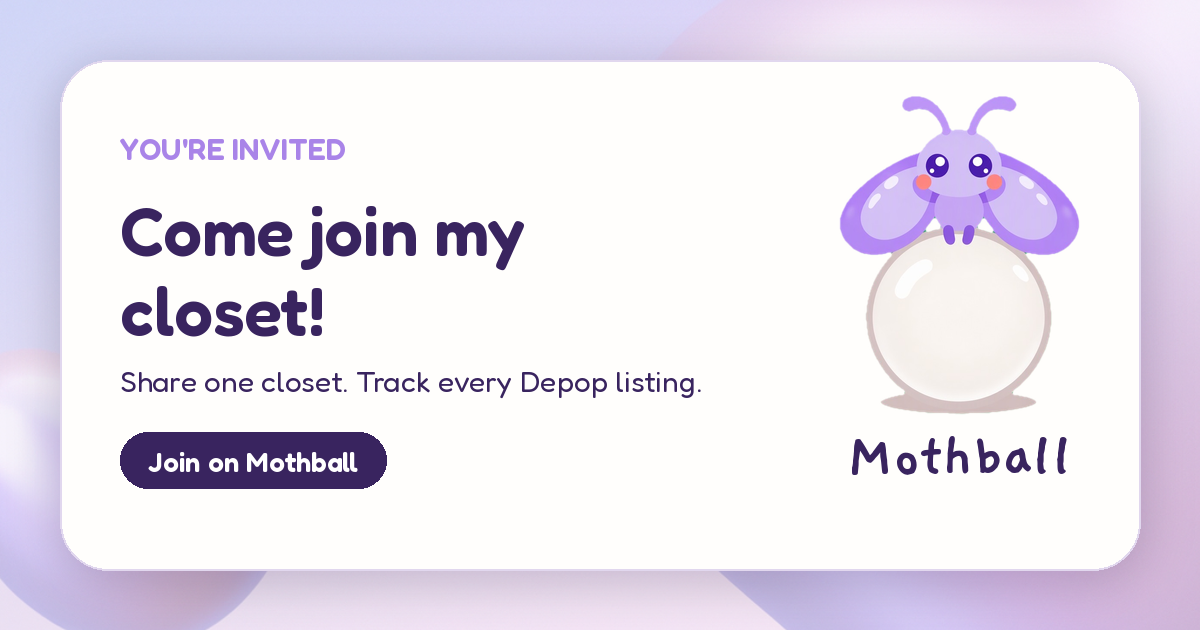 YOU'RE INVITED
Come join my
closet!
Share one closet. Track every Depop listing.
Join on Mothball
Mothball